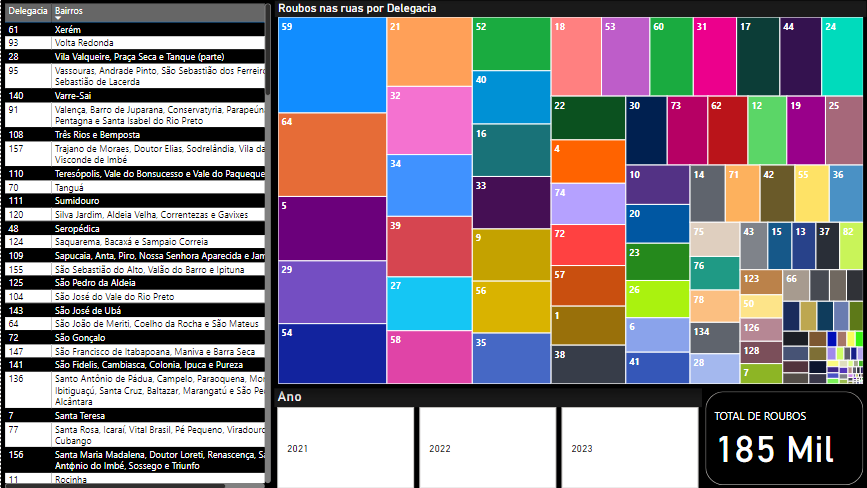 Delegacia Bairros
61 Xerém
93 Volta Redonda
28 Vila Valqueire, Praça Seca e Tanque (parte)
95 Vassouras, Andrade Pinto, São Sebastião dos Ferreiro
Sebastião de Lacerda
140 Varre-Sai
91 Valença, Barro de Juparana, Conservatyria, Parapeún
Pentagna e Santa Isabel do Rio Preto
108 Três Rios e Bemposta
157 Trajano de Moraes, Doutor Elias, Sodrelândia, Vila da
Visconde de Imbé
110 Teresópolis, Vale do Bonsucesso e Vale do Paqueque
70 Tanguá
111 Sumidouro
120 Silva Jardim, Aldeia Velha, Correntezas e Gavixes
48 Seropédica
124 Saquarema, Bacaxá e Sampaio Correia
109 Sapucaia, Anta, Piro, Nossa Senhora Aparecida e Jam
155 São Sebastião do Alto, Valão do Barro e Ipituna
125 São Pedro da Aldeia
104 São José do Vale do Rio Preto
143 São José de Ubá
64 São João de Meriti, Coelho da Rocha e São Mateus
72 São Gonçalo
147 São Francisco de Itabapoana, Maniva e Barra Seca
141 São Fidelis, Cambiasca, Colonia, Ipuca e Pureza
136 Santo Antônio de Pádua, Campelo, Paraoquena, Mon
Ibitiguaçú, Santa Cruz, Baltazar, Marangatú e São Pe
Alcântara
7 Santa Teresa
77 Santa Rosa, Icaraí, Vital Brasil, Pé Pequeno, Viradouro
Cubango
156 Santa Maria Madalena, Doutor Loreti, Renascença, Sa
Antônio do Imbé, Sossego e Triunfo
11 Rocinha
Roubos nas ruas por Delegacia
59 21 52 18 53 60 31 17 44 24
40
32
64 22 30 73 62 12 19 25
16
4
34
10 14 71 42 55 36
33 74
5
20
39 75 43 15 13 37 82
9 72
23
76
29 57 123 66
27 56 26
78 50
1
6 134 126
54
58 35 38 128
41 28
7
Ano
2021 2022 2023
TOTAL DE ROUBOS
185 Mil